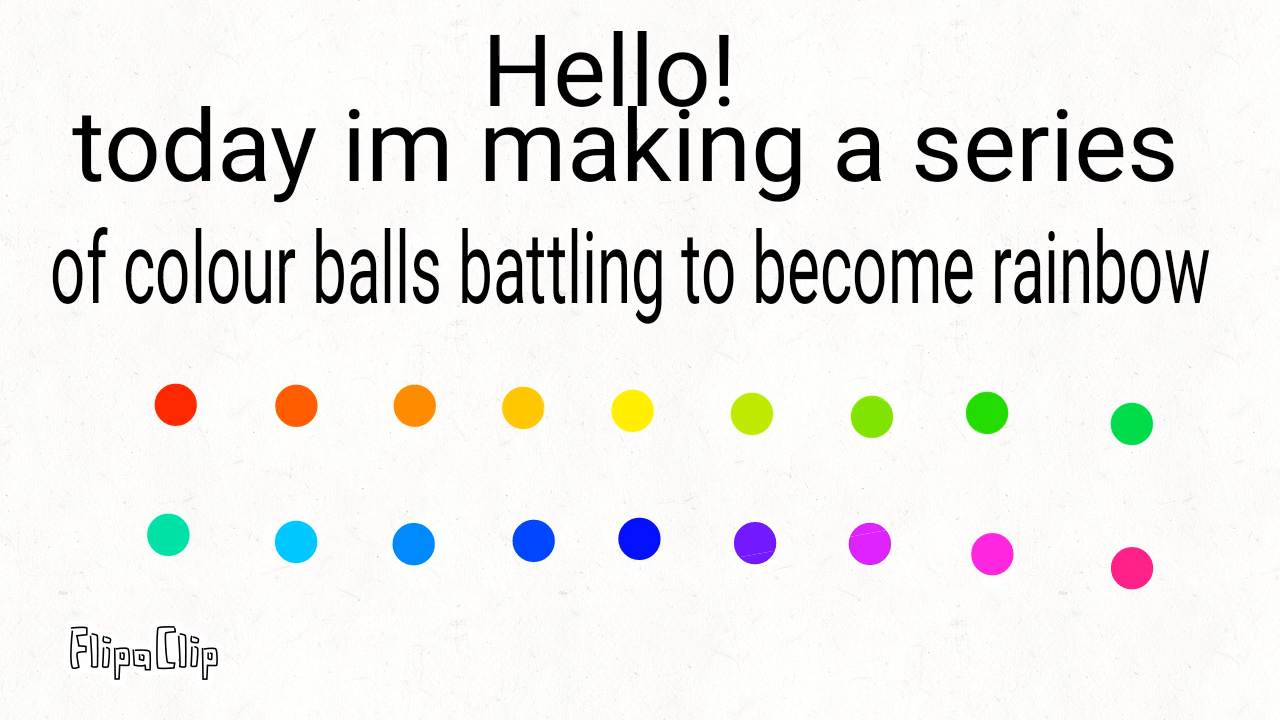 Hello!
today im making a series
of colour balls battling to become rainbow
FlipaClip